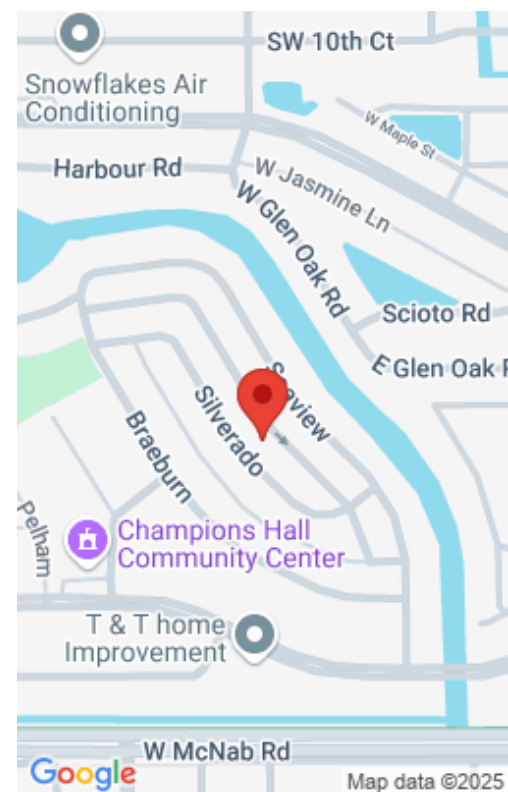 SW 10th Ct
Snowflakes Air
Conditioning
W Maple St
Harbour Rd
W Jasmine Ln
W Glen Oak Rd
Scioto Rd
E Glen Oak R
Silverado
Braeburn
Pelham
Champions Hall
Community Center
T & T home
Improvement
W McNab Rd
Google
Map data ©2025